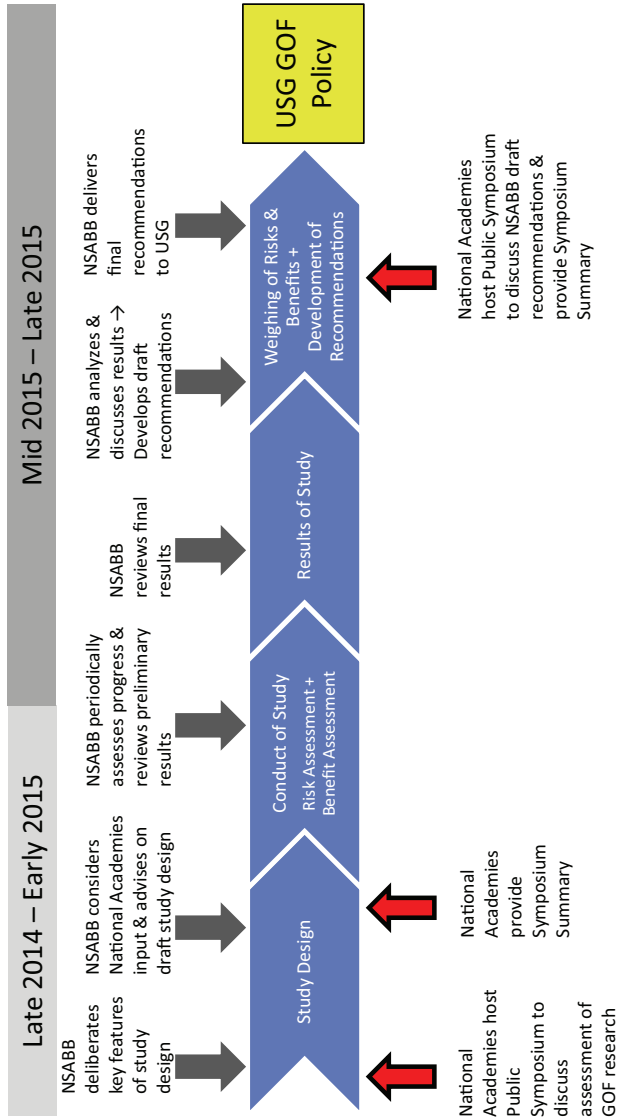 Late 2014 – Early 2015
Mid 2015 – Late 2015
NSABB
deliberates
key features
of study
design
NSABB considers
National Academies
input & advises on
draft study design
NSABB periodically
assesses progress &
reviews preliminary
results
NSABB
reviews final
results
NSABB analyzes &
discusses results →
Develops draft
recommendations
NSABB delivers
final
recommendations
to USG
Study Design
Conduct of Study
Risk Assessment +
Benefit Assessment
Results of Study
Weighing of Risks &
Benefits +
Development of
Recommendations
USG GOF
Policy
National
Academies host
Public
Symposium to
discuss
assessment of
GOF research
National
Academies
provide
Symposium
Summary
National Academies
host Public Symposium
to discuss NSABB draft
recommendations &
provide Symposium
Summary